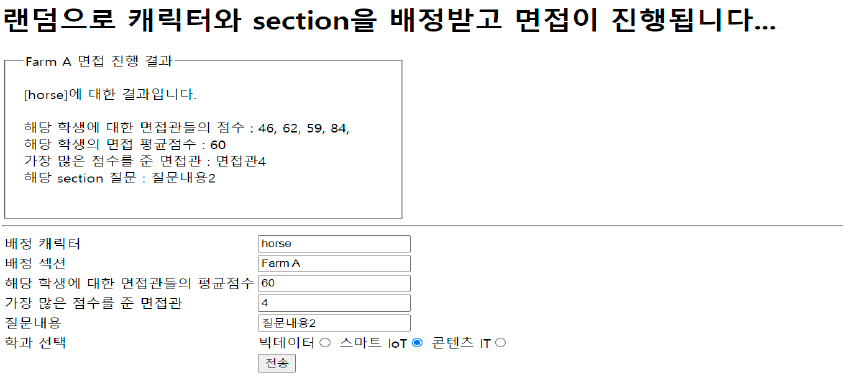 랜덤으로 캐릭터와 section을 배정받고 면접이 진행됩니다...
Farm A 면접 진행 결과
[horse]에 대한 결과입니다.
해당 학생에 대한 면접관들의 점수 : 46, 62, 59, 84,
해당 학생의 면접 평균점수 : 60
가장 많은 점수를 준 면접관 : 면접관4
해당 section 질문 : 질문내용2
배정 캐릭터 horse
배정 섹션 Farm A
해당 학생에 대한 면접관들의 평균점수 60
가장 많은 점수를 준 면접관 4
질문내용 질문내용2
학과 선택 빅데이터 스마트 IoT 콘텐츠 IT
전송